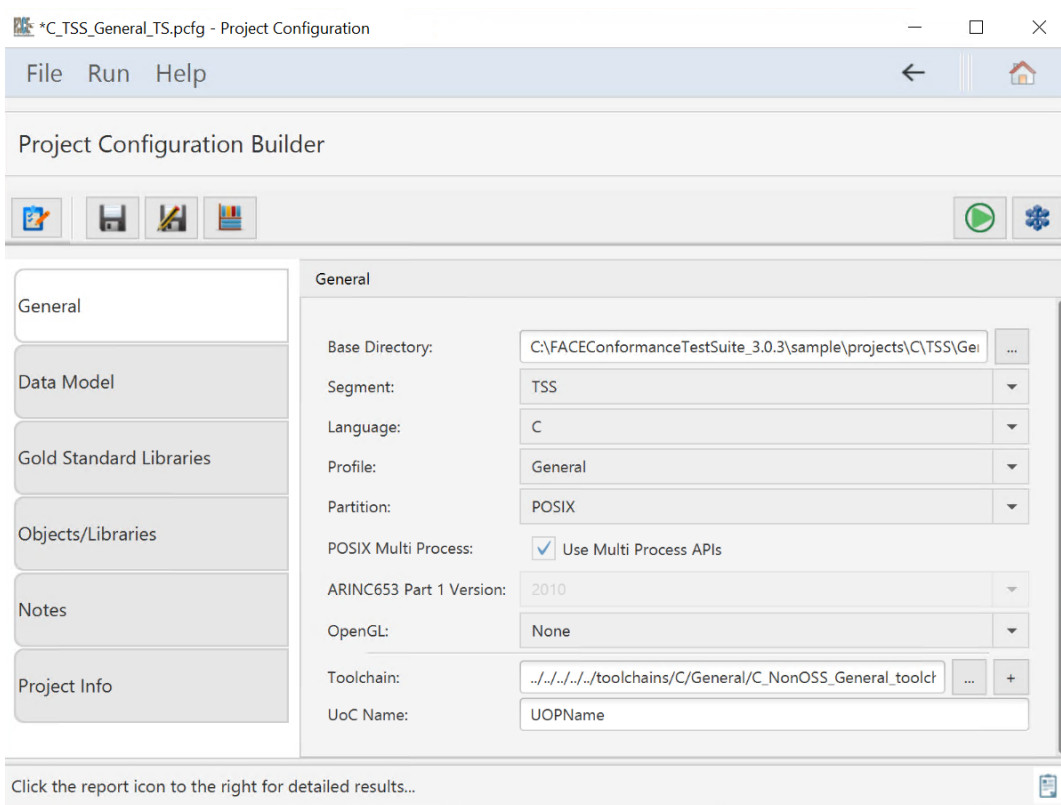 *C_TSS_General_TS.pcfg - Project Configuration
File Run Help
Project Configuration Builder
General
Data Model
Gold Standard Libraries
Objects/Libraries
Notes
Project Info
General
Base Directory: C:\FACEConformanceTestSuite_3.0.3\sample\projects\C\TSS\Ge ...
Segment: TSS
Language: C
Profile: General
Partition: POSIX
POSIX Multi Process: Use Multi Process APIs
ARINC653 Part 1 Version: 2010
OpenGL: None
Toolchain: ../../../../../toolchains/C/General/C_NonOSS_General_toolch ... +
UoC Name: UOPName
Click the report icon to the right for detailed results...